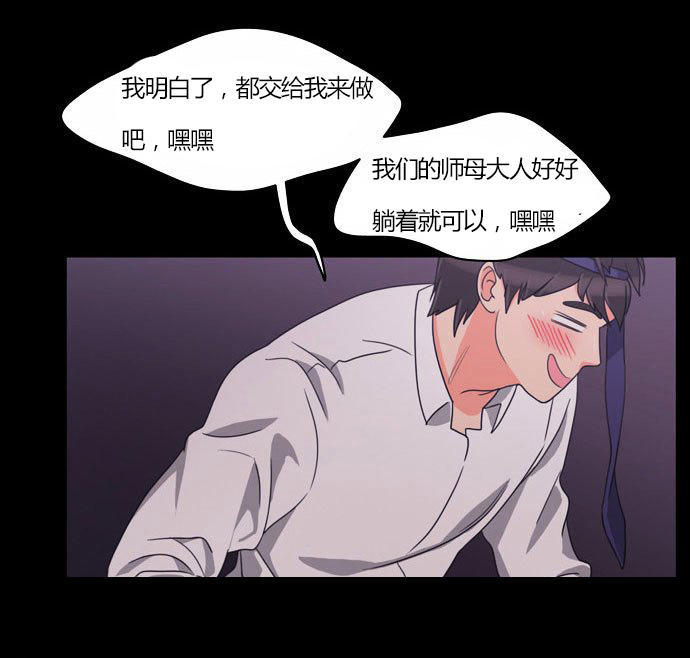 我明白了，都交给我来做
吧，嘿嘿
我们的师母大人好好
躺着就可以，嘿嘿